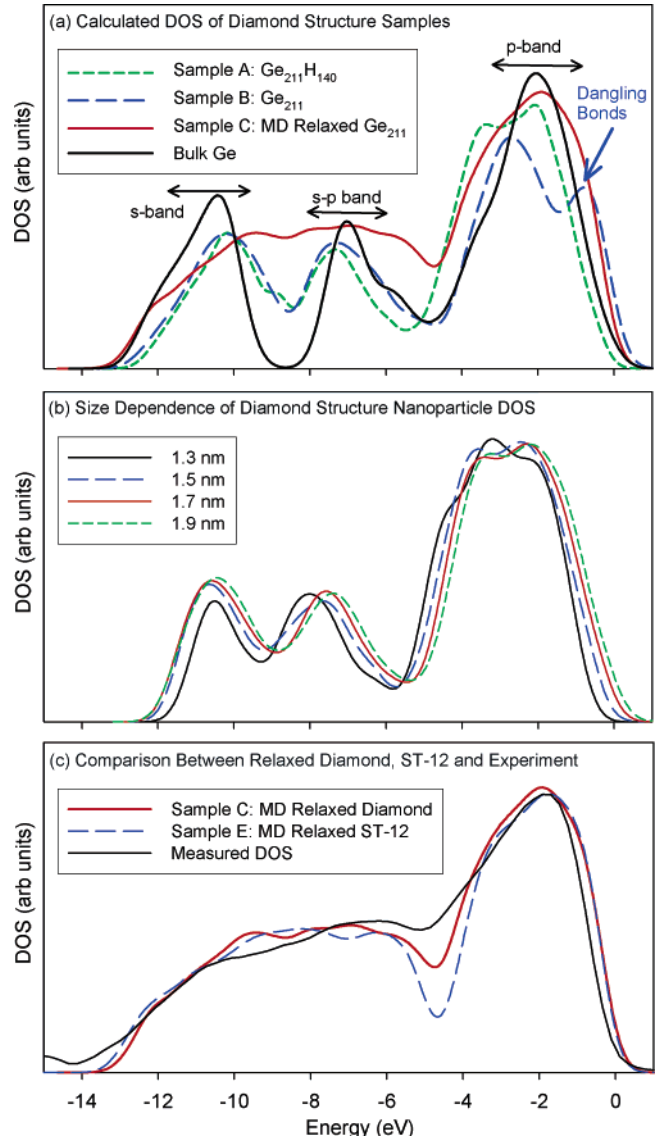 (a) Calculated DOS of Diamond Structure Samples
Sample A: Ge₂₁₁H₁₄₀
Sample B: Ge₂₁₁
Sample C: MD Relaxed Ge₂₁₁
Bulk Ge
p-band
Dangling
Bonds
s-band
s-p band
DOS (arb units)
(b) Size Dependence of Diamond Structure Nanoparticle DOS
1.3 nm
1.5 nm
1.7 nm
1.9 nm
DOS (arb units)
(c) Comparison Between Relaxed Diamond, ST-12 and Experiment
Sample C: MD Relaxed Diamond
Sample E: MD Relaxed ST-12
Measured DOS
DOS (arb units)
-14 -12 -10 -8 -6 -4 -2 0
Energy (eV)